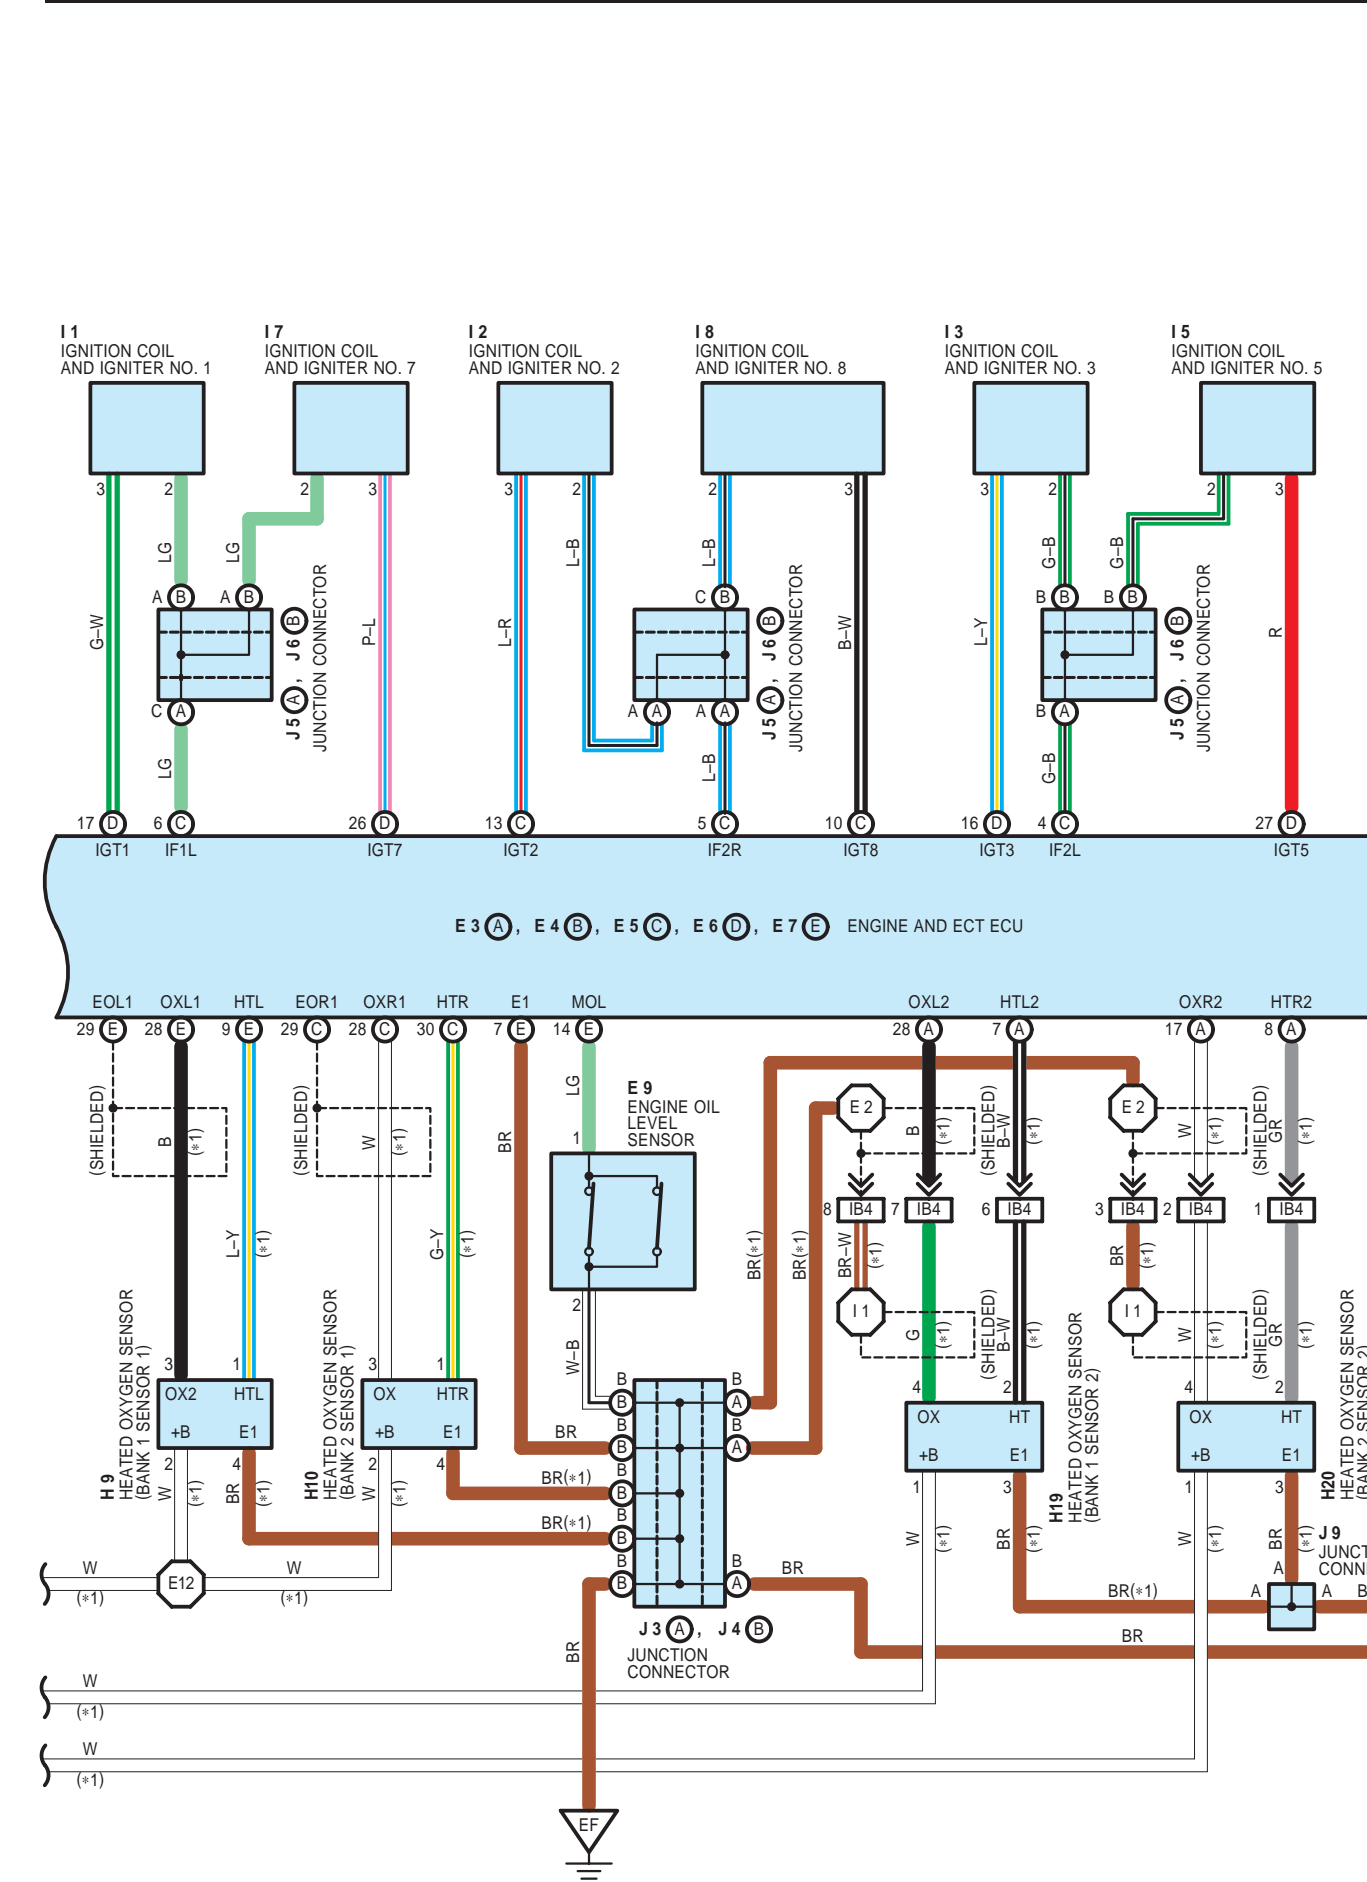 I 1
IGNITION COIL
AND IGNITER NO. 1
I 7
IGNITION COIL
AND IGNITER NO. 7
I 2
IGNITION COIL
AND IGNITER NO. 2
I 8
IGNITION COIL
AND IGNITER NO. 8
I 3
IGNITION COIL
AND IGNITER NO. 3
I 5
IGNITION COIL
AND IGNITER NO. 5
3 2 2 3 3 2 2 3 3 2 2 3
G–W
LG
LG
P–L
L–R
L–B
L–B
B–W
L–Y
G–B
G–B
R
A B A B
C B
B B B B
J 5 A , J 6 B
JUNCTION CONNECTOR
J 5 A , J 6 B
JUNCTION CONNECTOR
J 5 A , J 6 B
JUNCTION CONNECTOR
C A
A A A A
B A
LG
L–B
G–B
17 D 6 C 26 D 13 C 5 C 10 C 16 D 4 C 27 D
IGT1 IF1L IGT7 IGT2 IF2R IGT8 IGT3 IF2L IGT5
E 3 A , E 4 B , E 5 C , E 6 D , E 7 E ENGINE AND ECT ECU
EOL1 OXL1 HTL EOR1 OXR1 HTR E1 MOL OXL2 HTL2 OXR2 HTR2
29 E 28 E 9 E 29 C 28 C 30 C 7 E 14 E 28 A 7 A 17 A 8 A
(SHIELDED)
B
(∗1)
(SHIELDED)
W
(∗1)
BR
LG
E 9
ENGINE OIL
LEVEL
SENSOR
1
2
E 2
B
(∗1)
(SHIELDED)
B–W
(∗1)
E 2
W
(∗1)
(SHIELDED)
GR
(∗1)
8 IB4 7 IB4 6 IB4 3 IB4 2 IB4 1 IB4
L–Y
(∗1)
G–Y
(∗1)
BR(∗1)
BR(∗1)
BR–W
(∗1)
BR
(∗1)
I 1
G
(∗1)
(SHIELDED)
B–W
(∗1)
I 1
W
(∗1)
(SHIELDED)
GR
(∗1)
W–B
3 1 3 1
OX2 HTL
+B E1
OX HTR
+B E1
2 4 2 4
H 9
HEATED OXYGEN SENSOR
(BANK 1 SENSOR 1)
H10
HEATED OXYGEN SENSOR
(BANK 2 SENSOR 1)
W
(∗1)
BR
(∗1)
W
(∗1)
4 2 4 2
OX HT
+B E1
OX HT
+B E1
1 3 1 3
H19
HEATED OXYGEN SENSOR
(BANK 1 SENSOR 2)
H20
HEATED OXYGEN SENSOR
(BANK 2 SENSOR 2)
B B B A
BR B B B A
BR(∗1) B B
BR(∗1) B B
B B B A BR
J 3 A , J 4 B
JUNCTION
CONNECTOR
W
(∗1)
BR
(∗1)
W
(∗1)
BR
(∗1)
J 9
W
(∗1)
E12
W
(∗1)
BR(∗1)
A
A A B
BR
BR
W
(∗1)
W
(∗1)
EF